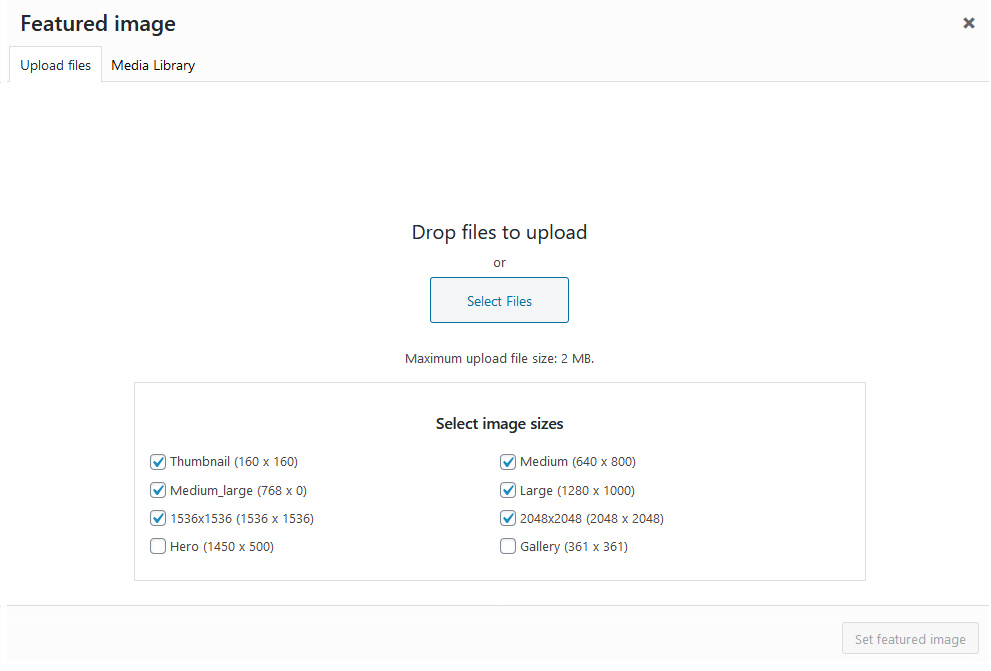 Featured image
Upload files Media Library
Drop files to upload
or
Select Files
Maximum upload file size: 2 MB.
Select image sizes
Thumbnail (160 x 160) Medium (640 x 800)
Medium_large (768 x 0) Large (1280 x 1000)
1536x1536 (1536 x 1536) 2048x2048 (2048 x 2048)
Hero (1450 x 500) Gallery (361 x 361)
Set featured image